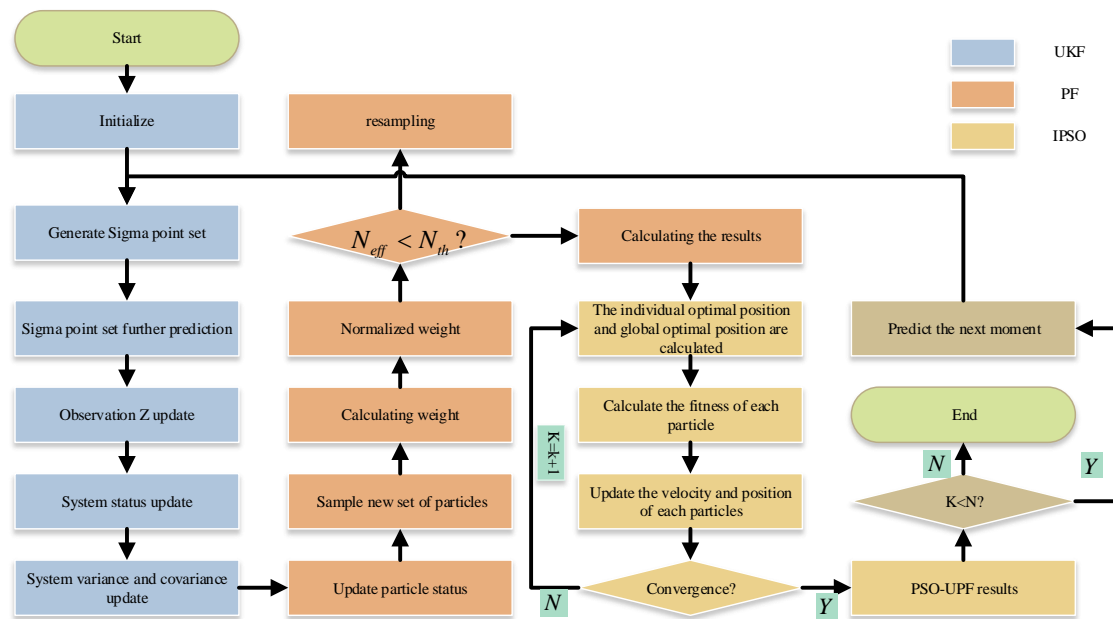 Start
Initialize
Generate Sigma point set
Sigma point set further prediction
Observation Z update
System status update
System variance and covariance
update
resampling
N_eff < N_th ?
Normalized weight
Calculating weight
Sample new set of particles
Update particle status
Calculating the results
The individual optimal position
and global optimal position are
calculated
Calculate the fitness of each
particle
Update the velocity and position
of each particles
Convergence?
K=k+1
N
Y
UKF
PF
IPSO
Predict the next moment
End
N
Y
K<N?
PSO-UPF results